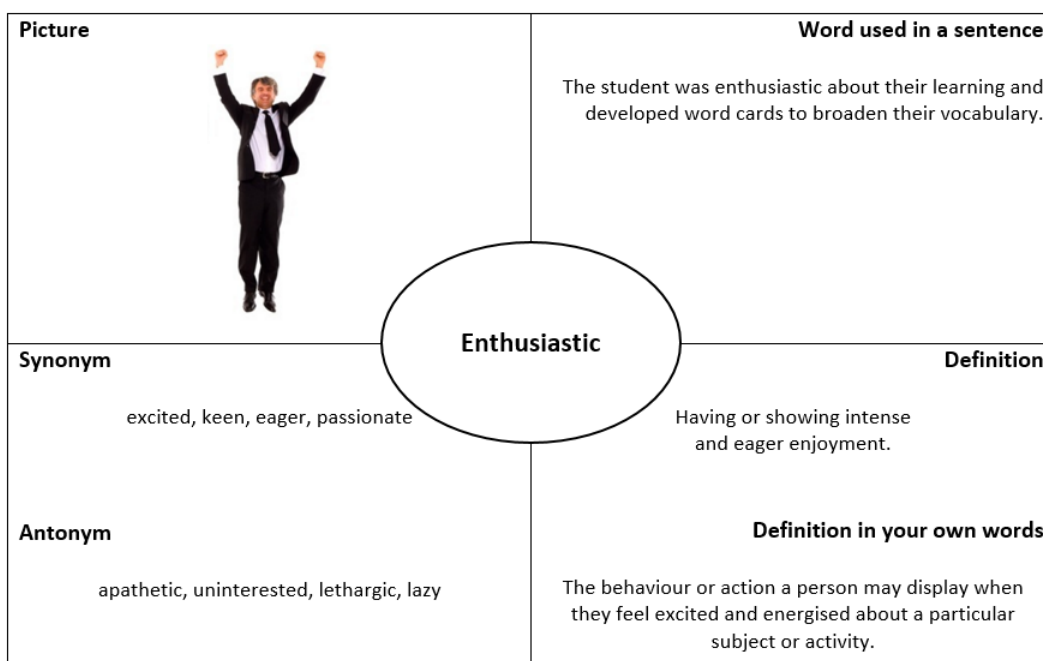 Picture
Word used in a sentence
The student was enthusiastic about their learning and
developed word cards to broaden their vocabulary.
Enthusiastic
Synonym
excited, keen, eager, passionate
Definition
Having or showing intense
and eager enjoyment.
Antonym
apathetic, uninterested, lethargic, lazy
Definition in your own words
The behaviour or action a person may display when
they feel excited and energised about a particular
subject or activity.